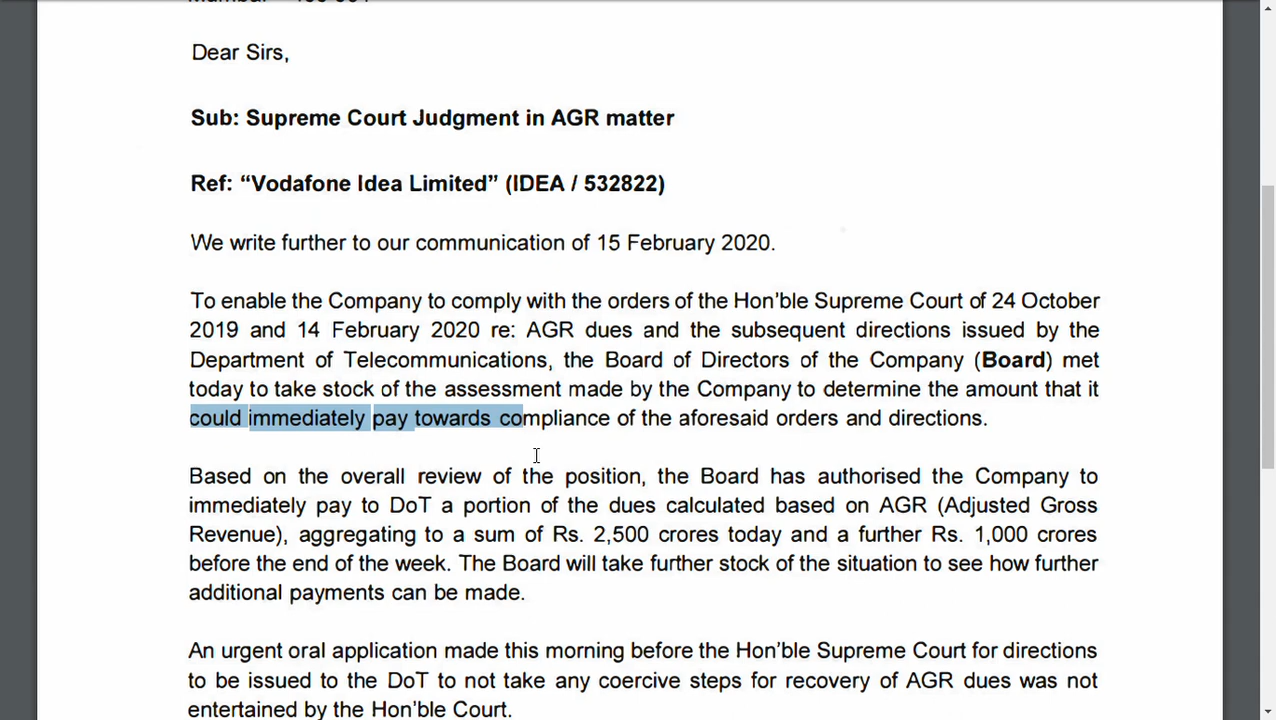 Dear Sirs,
Sub: Supreme Court Judgment in AGR matter
Ref: “Vodafone Idea Limited” (IDEA / 532822)
We write further to our communication of 15 February 2020.
To enable the Company to comply with the orders of the Hon’ble Supreme Court of 24 October
2019 and 14 February 2020 re: AGR dues and the subsequent directions issued by the
Department of Telecommunications, the Board of Directors of the Company (Board) met
today to take stock of the assessment made by the Company to determine the amount that it
could immediately pay towards compliance of the aforesaid orders and directions.
Based on the overall review of the position, the Board has authorised the Company to
immediately pay to DoT a portion of the dues calculated based on AGR (Adjusted Gross
Revenue), aggregating to a sum of Rs. 2,500 crores today and a further Rs. 1,000 crores
before the end of the week. The Board will take further stock of the situation to see how further
additional payments can be made.
An urgent oral application made this morning before the Hon’ble Supreme Court for directions
to be issued to the DoT to not take any coercive steps for recovery of AGR dues was not
entertained by the Hon’ble Court.